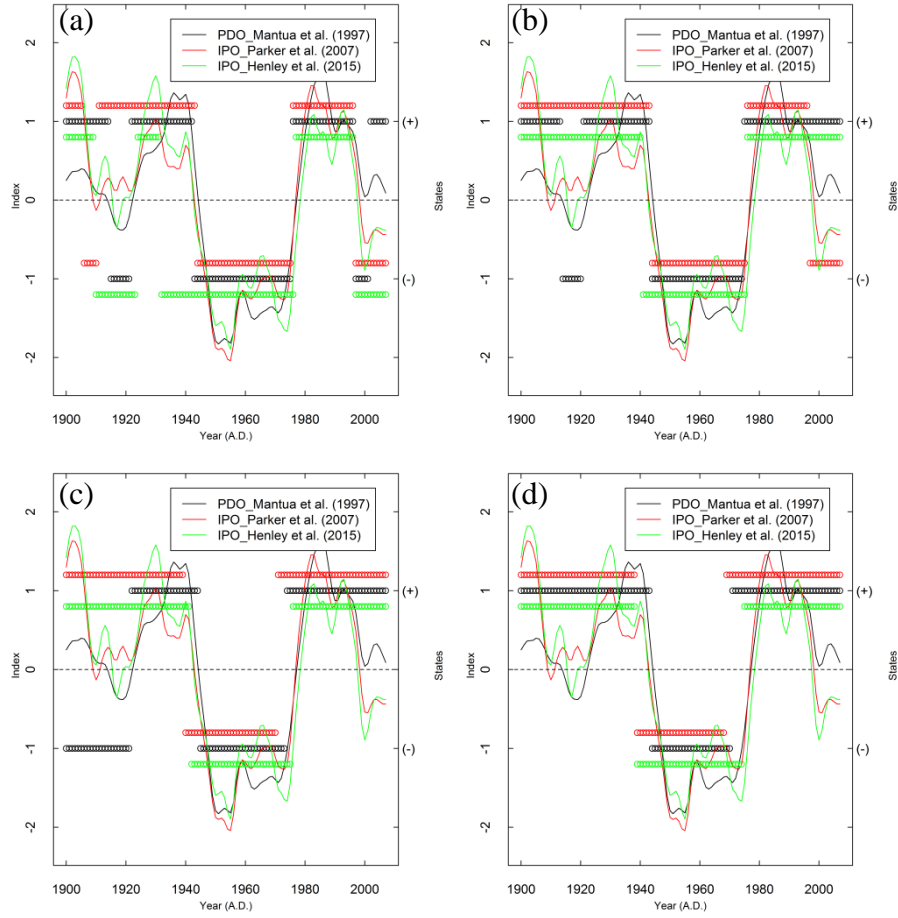 (a)
PDO_Mantua et al. (1997)
IPO_Parker et al. (2007)
IPO_Henley et al. (2015)
2
1
0
-1
-2
Index
(+)
(-)
States
1900 1920 1940 1960 1980 2000
Year (A.D.)
(b)
PDO_Mantua et al. (1997)
IPO_Parker et al. (2007)
IPO_Henley et al. (2015)
2
1
0
-1
-2
Index
(+)
(-)
States
1900 1920 1940 1960 1980 2000
Year (A.D.)
(c)
PDO_Mantua et al. (1997)
IPO_Parker et al. (2007)
IPO_Henley et al. (2015)
2
1
0
-1
-2
Index
(+)
(-)
States
1900 1920 1940 1960 1980 2000
Year (A.D.)
(d)
PDO_Mantua et al. (1997)
IPO_Parker et al. (2007)
IPO_Henley et al. (2015)
2
1
0
-1
-2
Index
(+)
(-)
States
1900 1920 1940 1960 1980 2000
Year (A.D.)